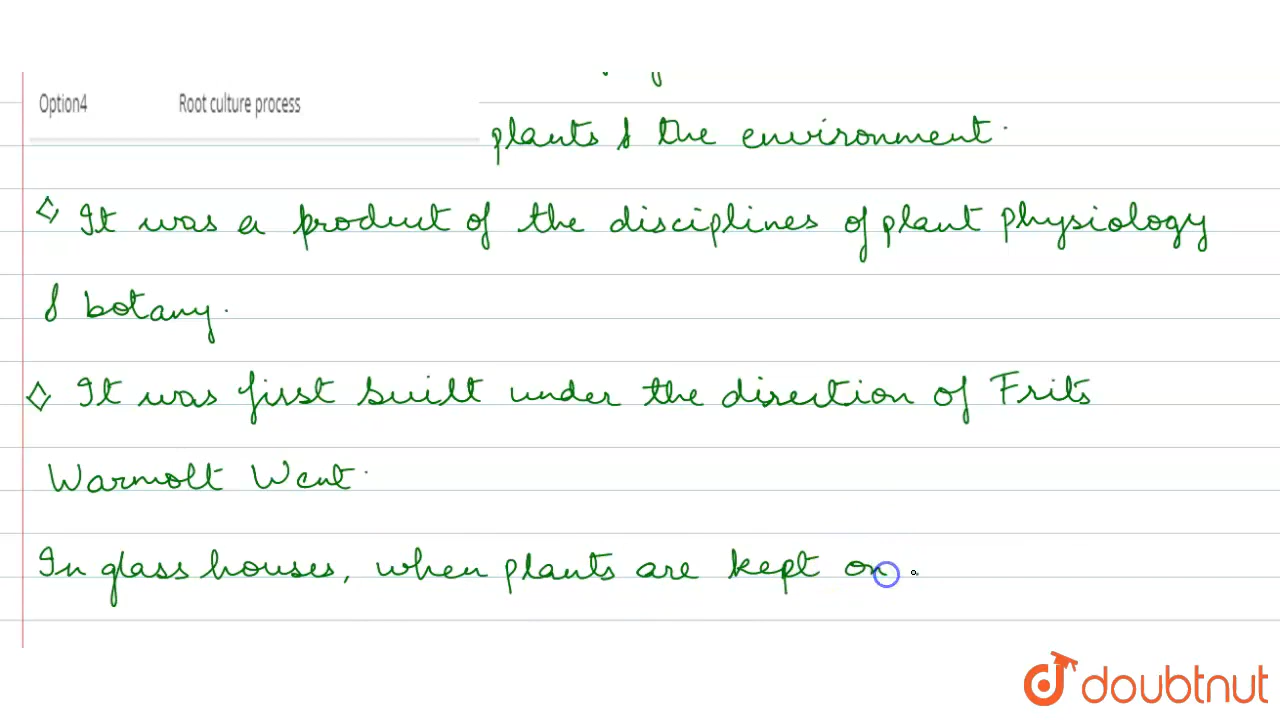 Option4 Root culture process
plants & the environment.
◇ It was a product of the disciplines of plant physiology
& botany.
◇ It was first built under the direction of Frits
Warmolt Went.
In glass houses, when plants are kept on
doubtnut